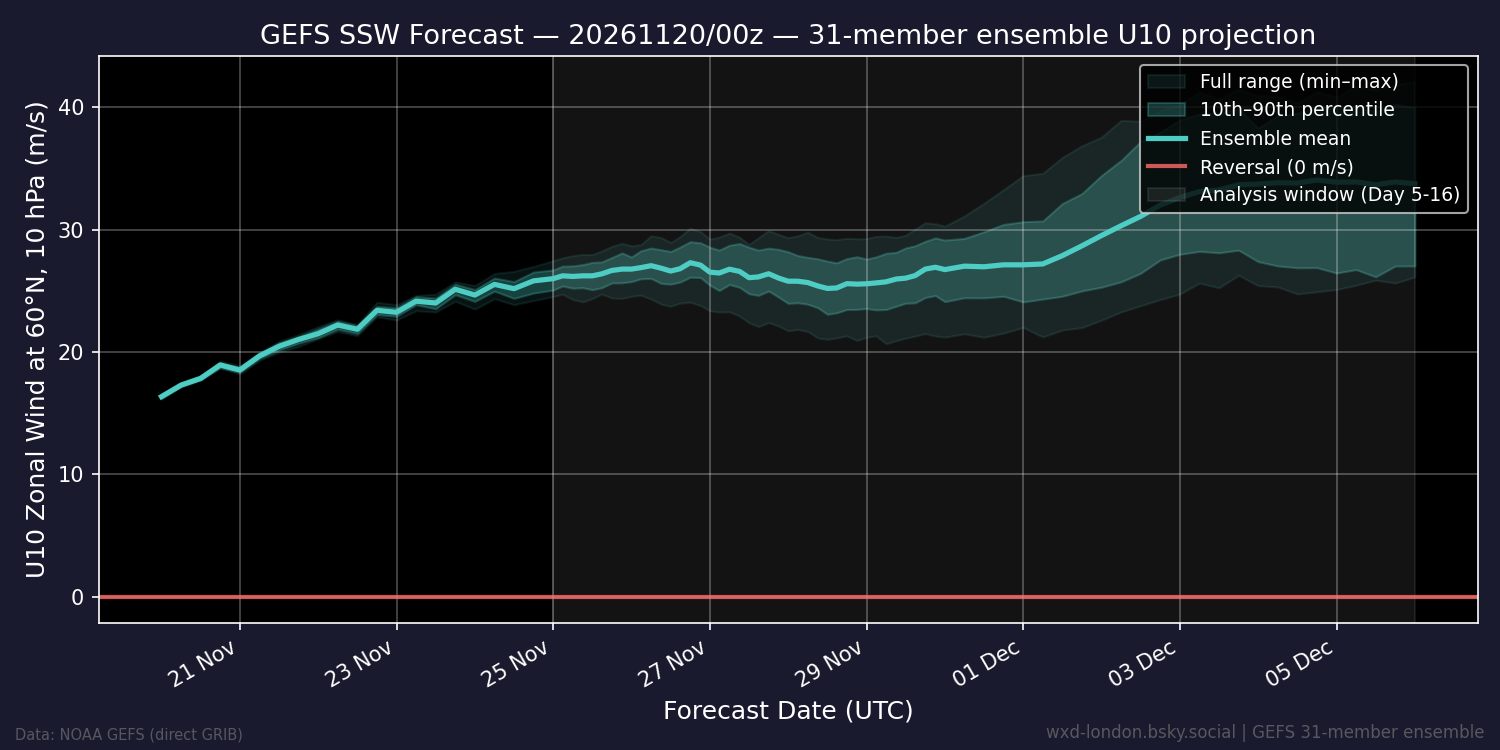 GEFS SSW Forecast — 20261120/00z — 31-member ensemble U10 projection
U10 Zonal Wind at 60°N, 10 hPa (m/s)
40
30
20
10
0
Full range (min–max)
10th–90th percentile
Ensemble mean
Reversal (0 m/s)
Analysis window (Day 5-16)
21 Nov
23 Nov
25 Nov
27 Nov
29 Nov
01 Dec
03 Dec
05 Dec
Forecast Date (UTC)
Data: NOAA GEFS (direct GRIB)
wxd-london.bsky.social | GEFS 31-member ensemble